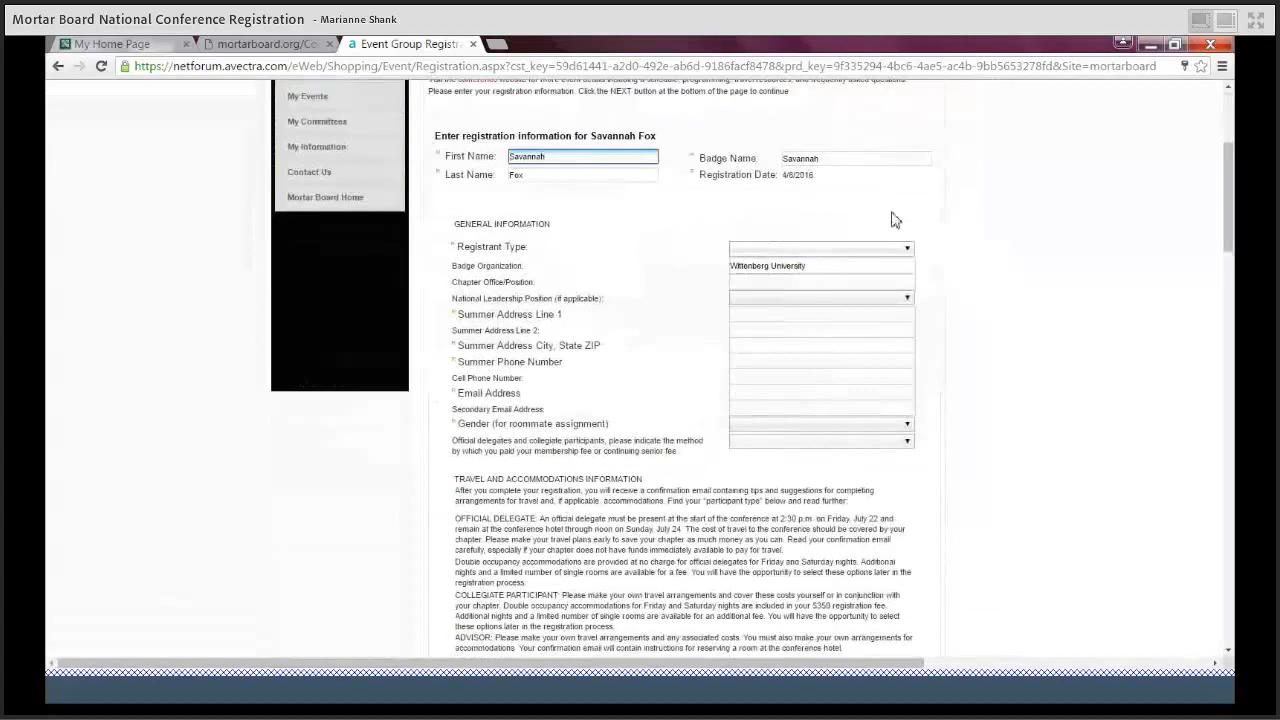 Mortar Board National Conference Registration - Marianne Shank
My Home Page
mortarboard.org/Co
Event Group Registra
https://netforum.avectra.com/eWeb/Shopping/Event/Registration.aspx?cst_key=59d61441-a2d0-492e-ab6d-9186facf8478&prd_key=9f335294-4bc6-4ae5-ac4b-9bb5653278fd&Site=mortarboard
Please enter your registration information. Click the NEXT button at the bottom of the page to continue
My Events
My Committees
My Information
Contact Us
Mortar Board Home
Enter registration information for Savannah Fox
First Name: Savannah
Badge Name: Savannah
Last Name: Fox
Registration Date: 4/6/2016
GENERAL INFORMATION
Registrant Type:
Badge Organization: Wittenberg University
Chapter Office/Position:
National Leadership Position (if applicable):
Summer Address Line 1
Summer Address Line 2:
Summer Address City, State ZIP
Summer Phone Number
Cell Phone Number:
Email Address
Secondary Email Address:
Gender (for roommate assignment)
Official delegates and collegiate participants, please indicate the method
by which you paid your membership fee or continuing senior fee
TRAVEL AND ACCOMMODATIONS INFORMATION
After you complete your registration, you will receive a confirmation email containing tips and suggestions for completing
arrangements for travel and, if applicable, accommodations. Find your "participant type" below and read further:
OFFICIAL DELEGATE: An official delegate must be present at the start of the conference at 2:30 p.m. on Friday, July 22 and
remain at the conference hotel through noon on Sunday, July 24. The cost of travel to the conference should be covered by your
chapter. Please make your travel plans early to save your chapter as much money as you can. Read your confirmation email
carefully, especially if your chapter does not have funds immediately available to pay for travel.
Double occupancy accommodations are provided at no charge for official delegates for Friday and Saturday nights. Additional
nights and a limited number of single rooms are available for a fee. You will have the opportunity to select these options later in the
registration process.
COLLEGIATE PARTICIPANT: Please make your own travel arrangements and cover these costs yourself or in conjunction with
your chapter. Double occupancy accommodations for Friday and Saturday nights are included in your $350 registration fee.
Additional nights and a limited number of single rooms are available for an additional fee. You will have the opportunity to select
these options later in the registration process.
ADVISOR: Please make your own travel arrangements and any associated costs. You must also make your own arrangements for
accommodations. Your confirmation email will contain instructions for reserving a room at the conference hotel.